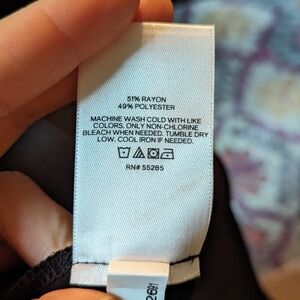 51% RAYON
49% POLYESTER
MACHINE WASH COLD WITH LIKE
COLORS. ONLY NON-CHLORINE
BLEACH WHEN NEEDED. TUMBLE DRY
LOW. COOL IRON IF NEEDED.
RN# 55285